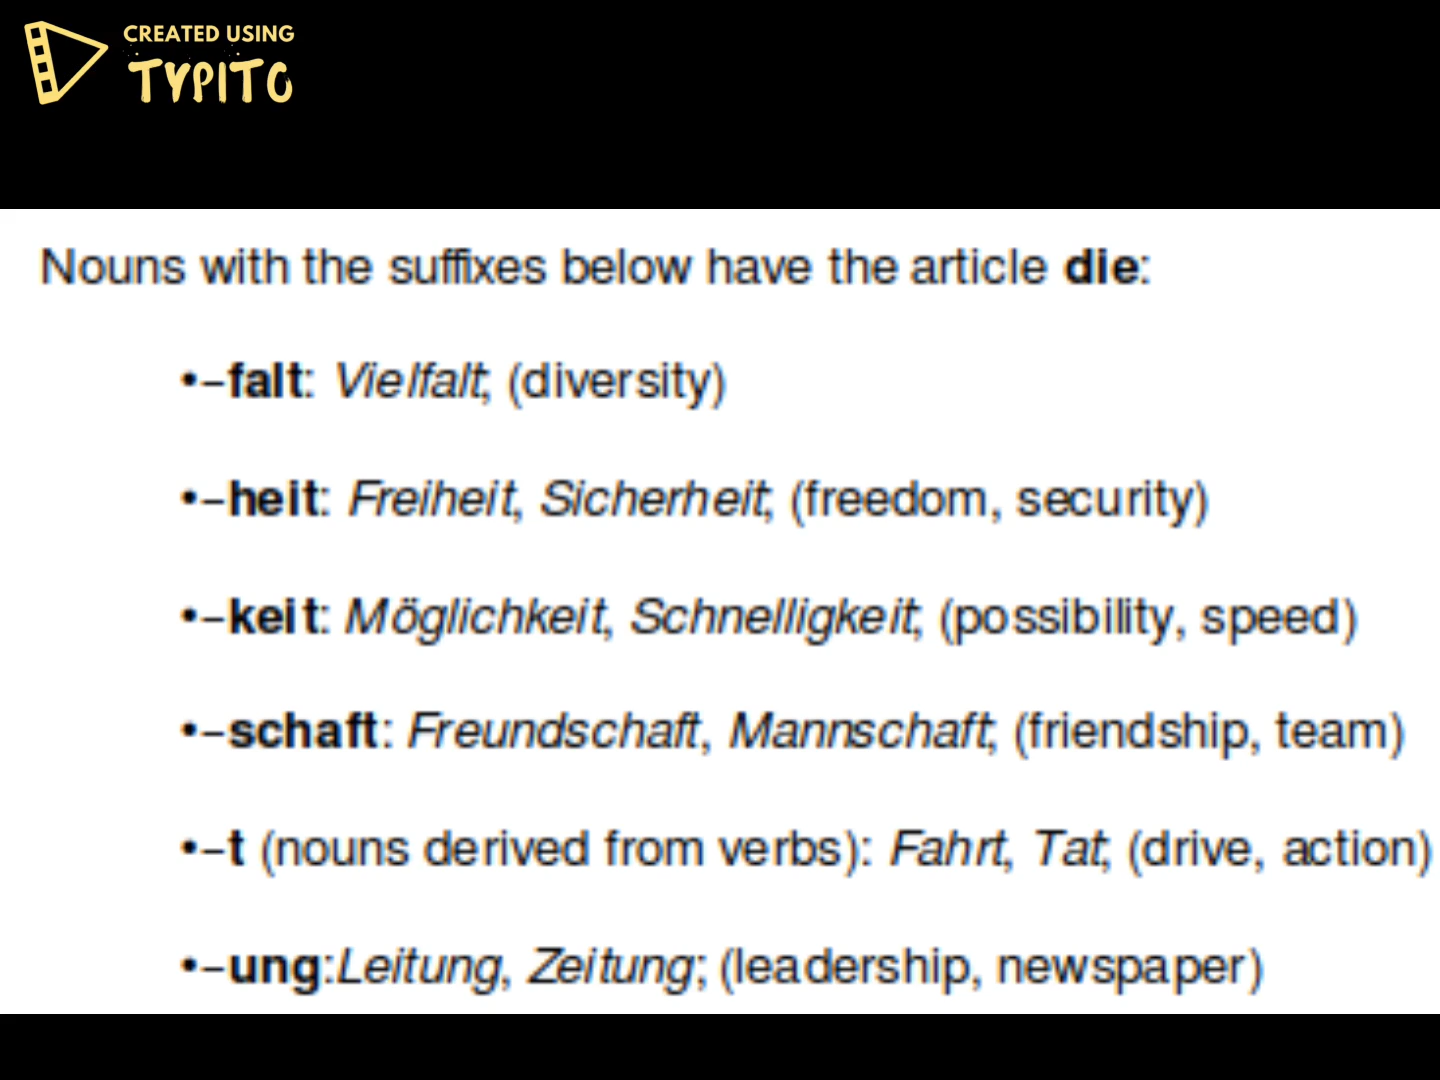 CREATED USING
TYPITO
Nouns with the suffixes below have the article die:
•–falt: Vielfalt; (diversity)
•–heit: Freiheit, Sicherheit; (freedom, security)
•–keit: Möglichkeit, Schnelligkeit; (possibility, speed)
•–schaft: Freundschaft, Mannschaft; (friendship, team)
•–t (nouns derived from verbs): Fahrt, Tat; (drive, action)
•–ung:Leitung, Zeitung; (leadership, newspaper)